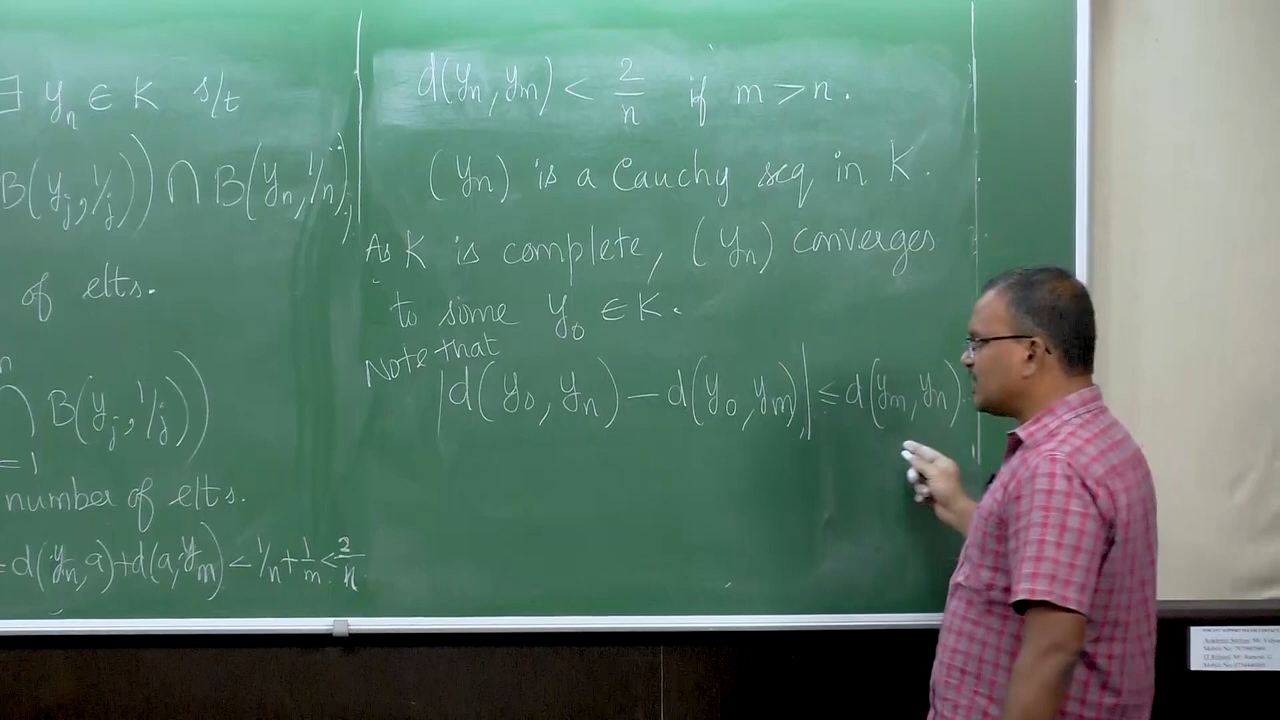 ∃ yₙ ∈ K s/t
B(yⱼ, 1/j)) ∩ B(yₙ, 1/n),
of elts.
n
∩ B(yⱼ, 1/j))
=1
number of elts.
= d(yₙ, a) + d(a, yₘ) < 1/n + 1/m < 2/n
d(yₙ, yₘ) < 2/n if m > n.
(yₙ) is a Cauchy seq in K.
As K is complete, (yₙ) converges
to some y₀ ∈ K.
Note that
|d(y₀, yₙ) − d(y₀, yₘ)| ≤ d(yₘ, yₙ)